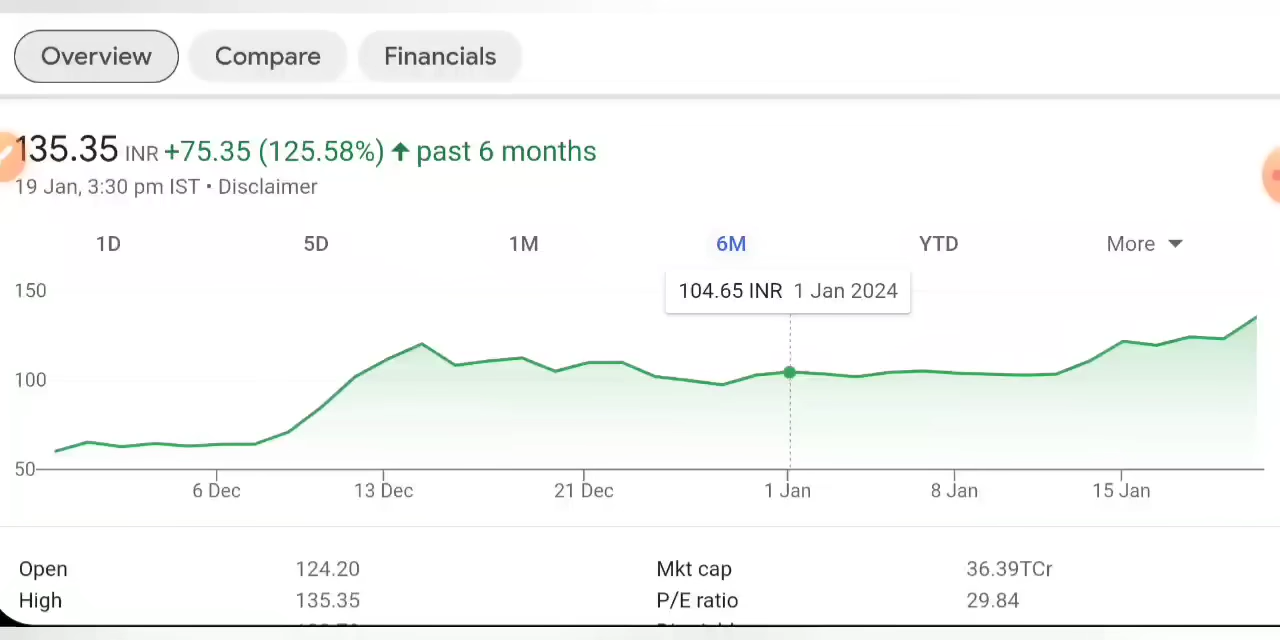 Overview Compare Financials
135.35 INR +75.35 (125.58%) ↑ past 6 months
19 Jan, 3:30 pm IST • Disclaimer
1D 5D 1M 6M YTD More
104.65 INR 1 Jan 2024
150
100
50
6 Dec 13 Dec 21 Dec 1 Jan 8 Jan 15 Jan
Open 124.20 Mkt cap 36.39TCr
High 135.35 P/E ratio 29.84